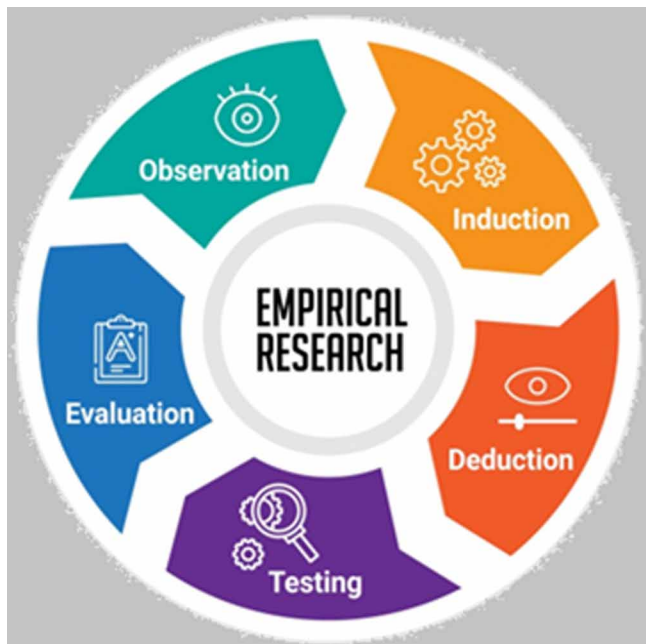 Observation
Induction
EMPIRICAL
RESEARCH
Deduction
Testing
Evaluation